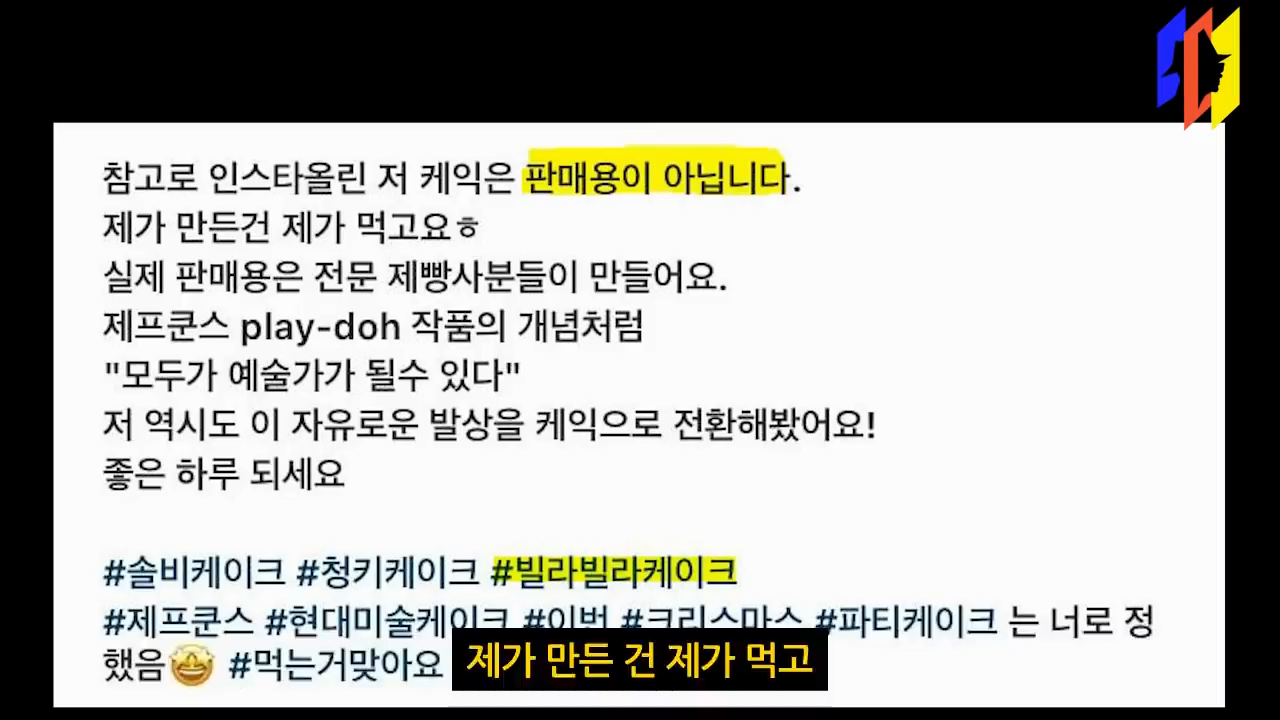 참고로 인스타올린 저 케익은 판매용이 아닙니다.
제가 만든건 제가 먹고요ㅎ
실제 판매용은 전문 제빵사분들이 만들어요.
제프쿤스 play-doh 작품의 개념처럼
"모두가 예술가가 될수 있다"
저 역시도 이 자유로운 발상을 케익으로 전환해봤어요!
좋은 하루 되세요
#솔비케이크 #청키케이크 #빌라빌라케이크
#제프쿤스 #현대미술케이크 #이번 #크리스마스 #파티케이크 는 너로 정
했음🤩 #먹는거맞아요
제가 만든 건 제가 먹고